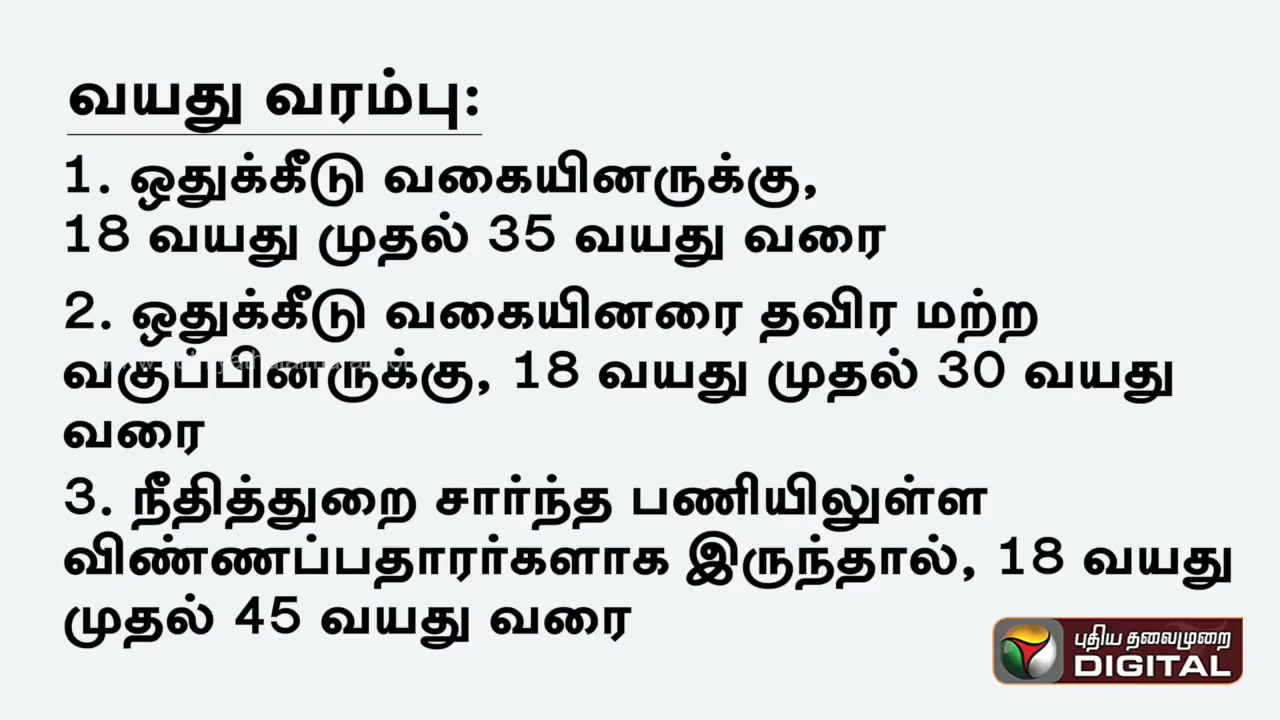 வயது வரம்பு:
1. ஒதுக்கீடு வகையினருக்கு,
18 வயது முதல் 35 வயது வரை
2. ஒதுக்கீடு வகையினரை தவிர மற்ற
வகுப்பினருக்கு, 18 வயது முதல் 30 வயது
வரை
3. நீதித்துறை சார்ந்த பணியிலுள்ள
விண்ணப்பதாரர்களாக இருந்தால், 18 வயது
முதல் 45 வயது வரை
புதிய தலைமுறை
DIGITAL